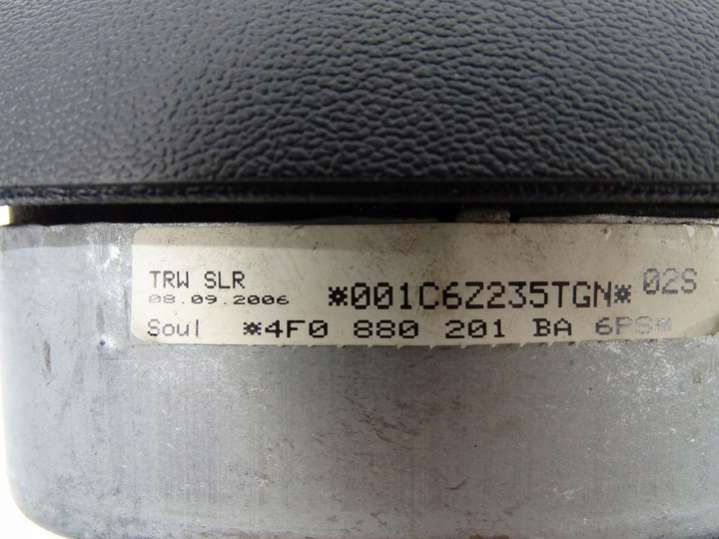 TRW SLR
08.09.2006 *001C6Z235TGN* 02S
Soul *4F0 880 201 BA 6PS*